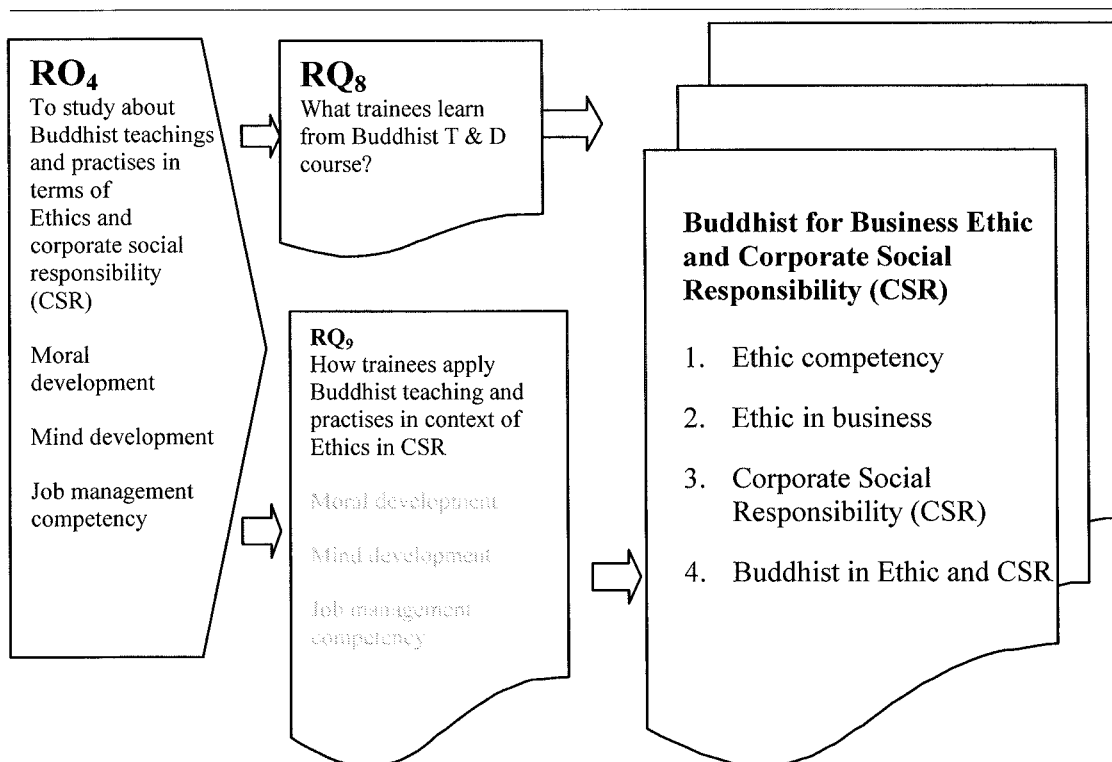 RO₄
To study about
Buddhist teachings
and practises in
terms of
Ethics and
corporate social
responsibility
(CSR)
Moral
development
Mind development
Job management
competency
RQ₈
What trainees learn
from Buddhist T & D
course?
RQ₉
How trainees apply
Buddhist teaching and
practises in context of
Ethics in CSR
Moral development
Mind development
Job management
competency
Buddhist for Business Ethic
and Corporate Social
Responsibility (CSR)
1. Ethic competency
2. Ethic in business
3. Corporate Social
Responsibility (CSR)
4. Buddhist in Ethic and CSR